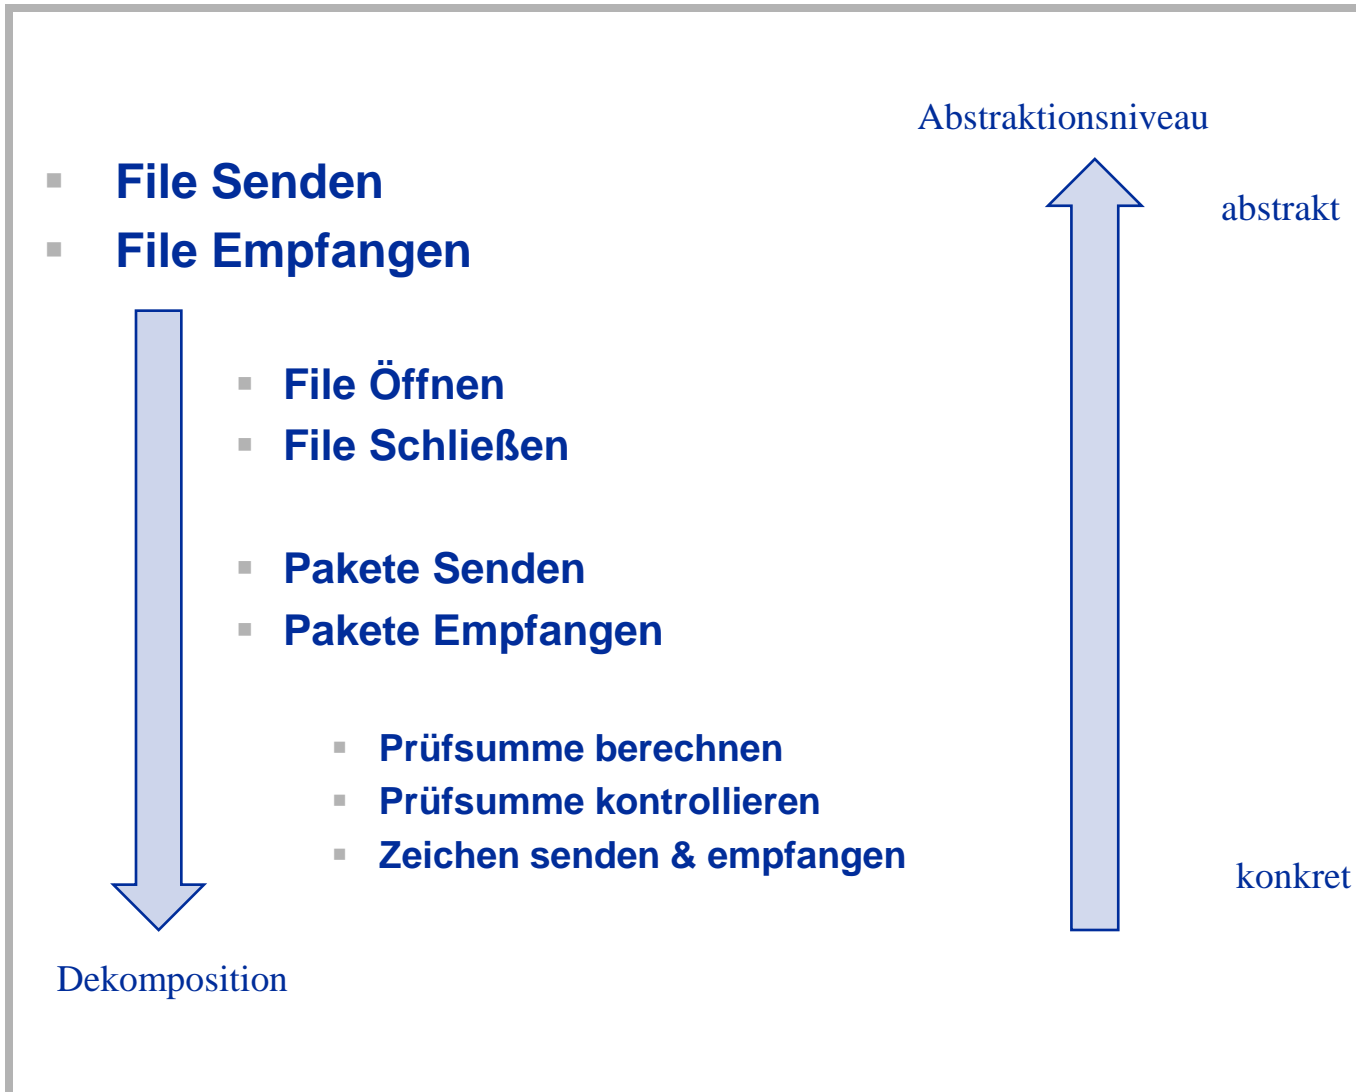 Abstraktionsniveau
File Senden
abstrakt
File Empfangen
File Öffnen
File Schließen
Pakete Senden
Pakete Empfangen
Prüfsumme berechnen
Prüfsumme kontrollieren
Zeichen senden & empfangen
konkret
Dekomposition